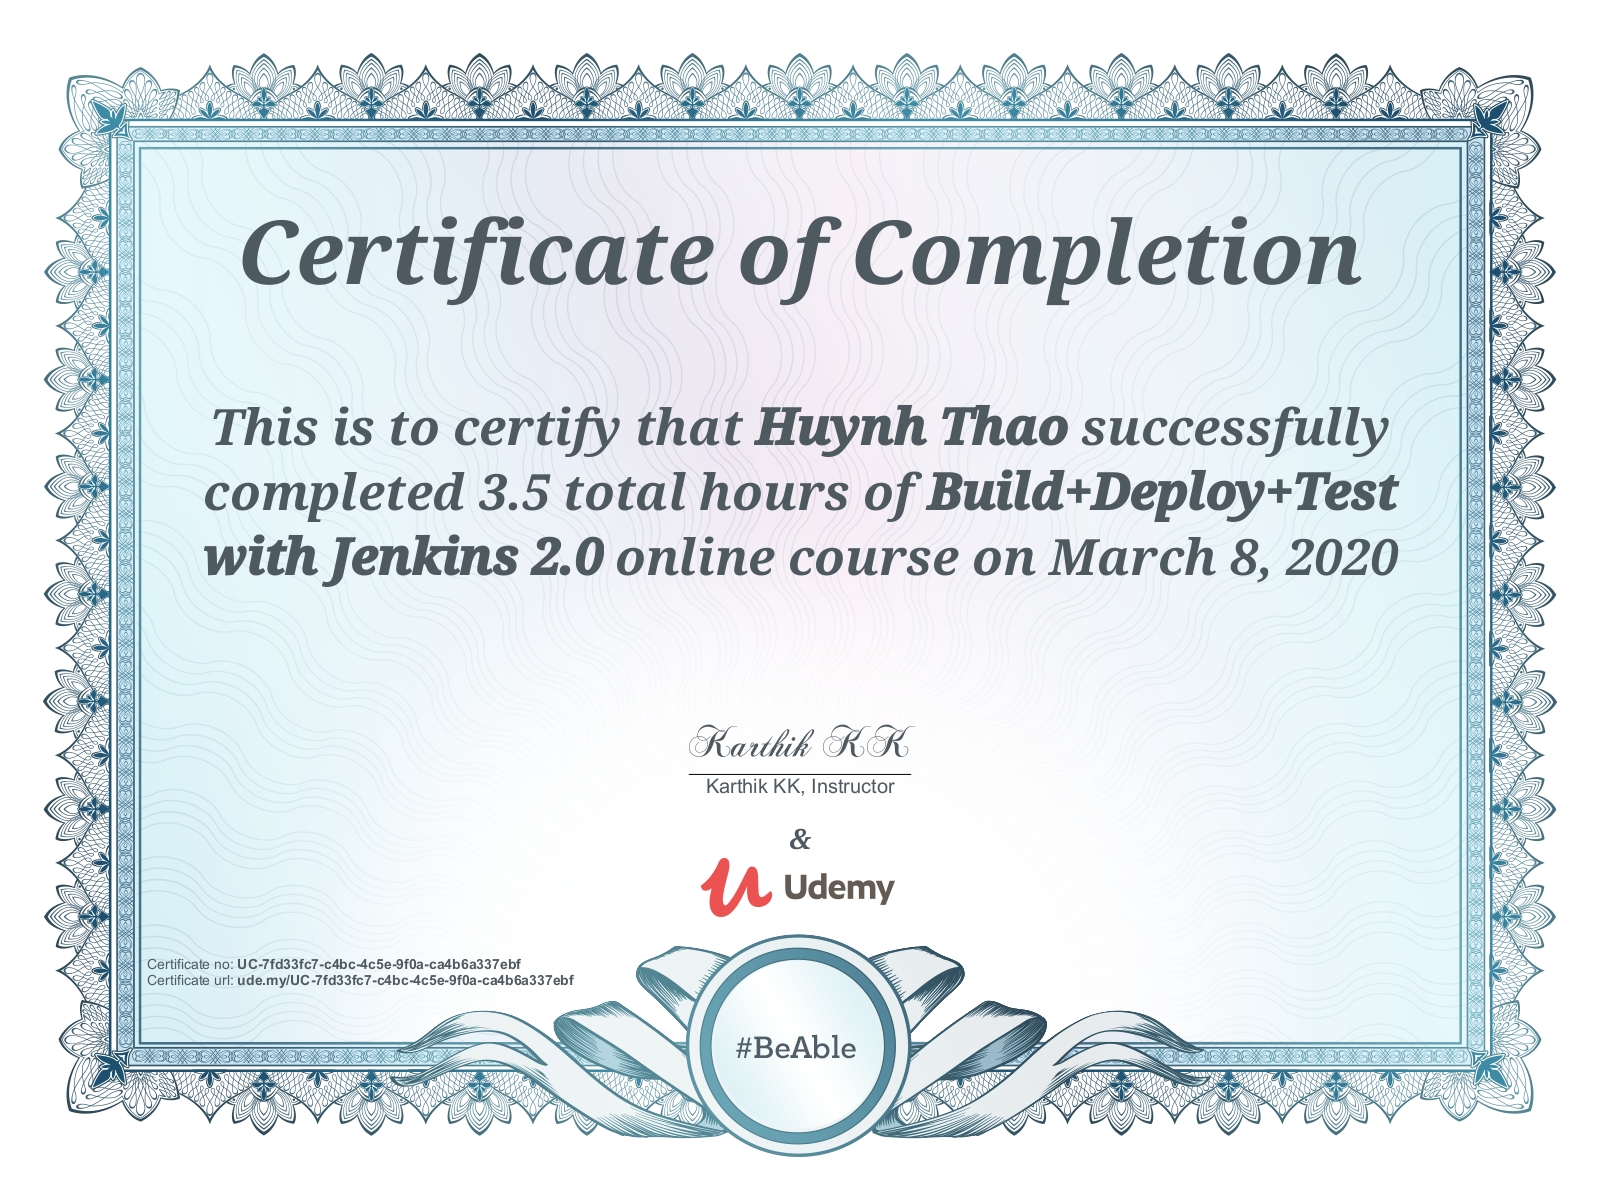 Certificate of Completion
This is to certify that Huynh Thao successfully
completed 3.5 total hours of Build+Deploy+Test
with Jenkins 2.0 online course on March 8, 2020
Karthik KK
Karthik KK, Instructor
&
Udemy
Certificate no: UC-7fd33fc7-c4bc-4c5e-9f0a-ca4b6a337ebf
Certificate url: ude.my/UC-7fd33fc7-c4bc-4c5e-9f0a-ca4b6a337ebf
#BeAble